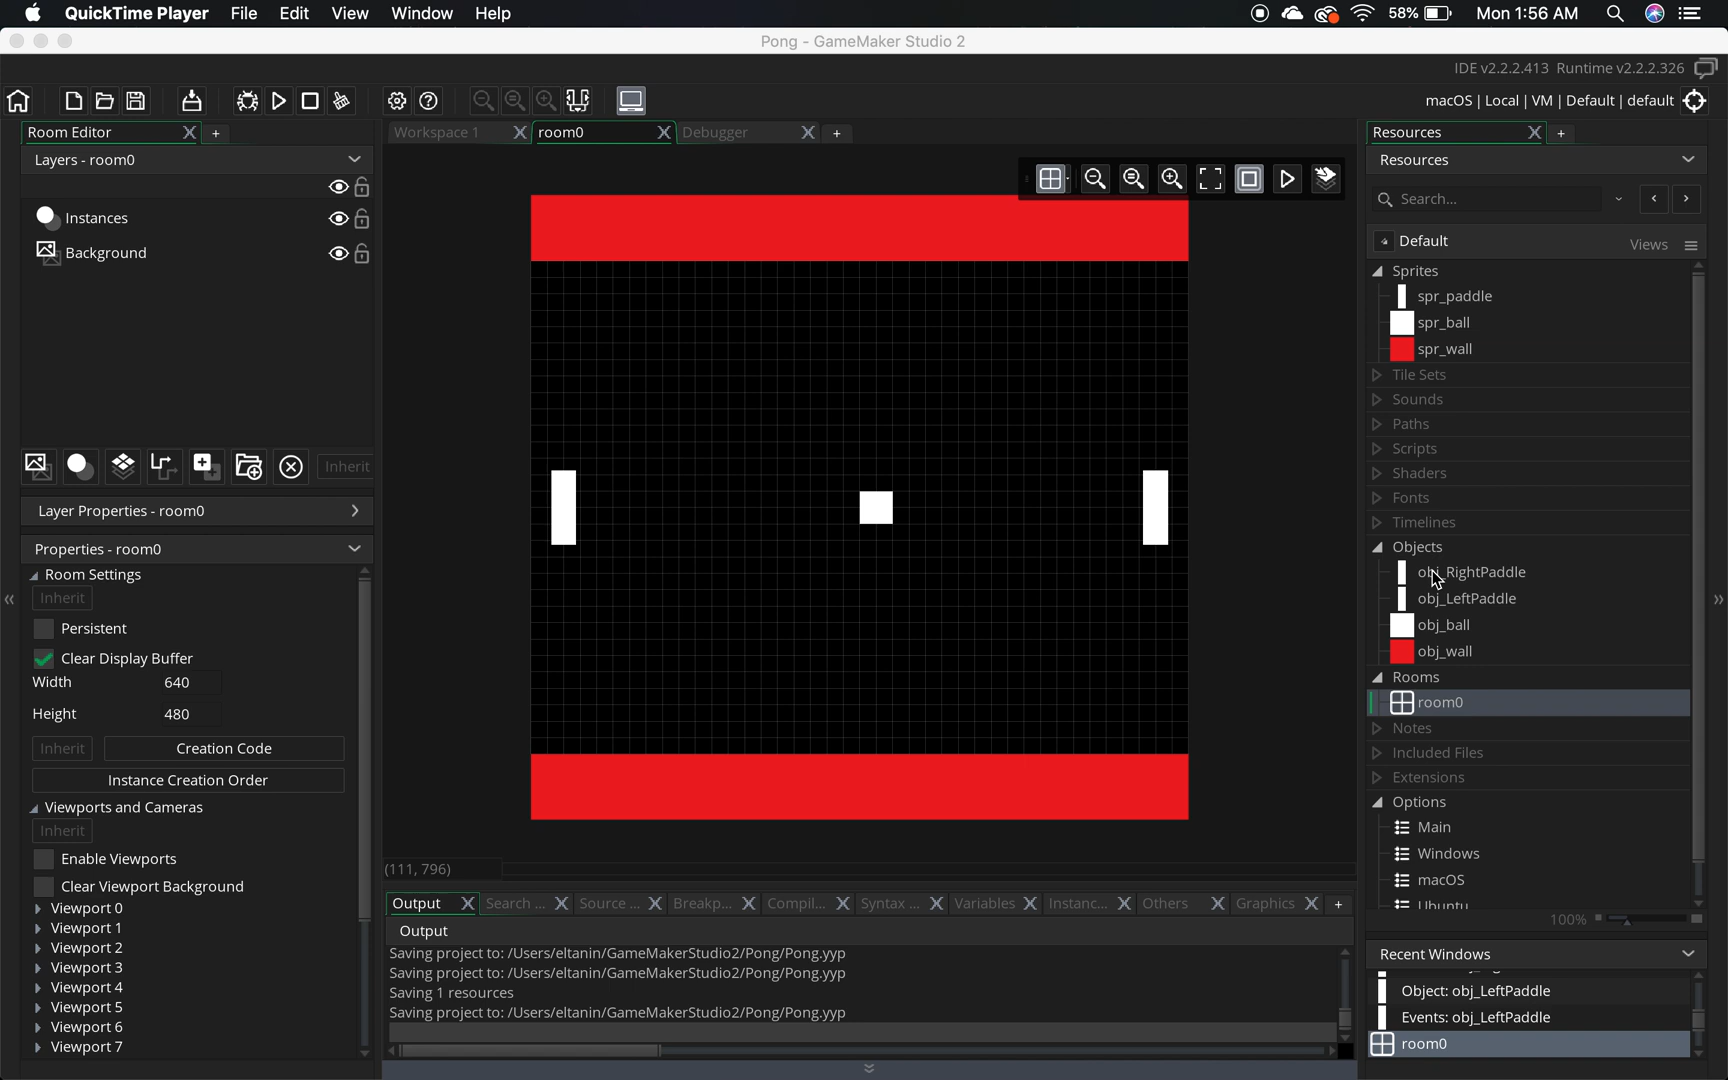 QuickTime Player File Edit View Window Help 58% Mon 1:56 AM
Pong - GameMaker Studio 2
IDE v2.2.2.413 Runtime v2.2.2.326
macOS | Local | VM | Default | default
Room Editor
Workspace 1
room0
Debugger
Resources
Layers - room0
Instances
Background
Inherit
Layer Properties - room0
Properties - room0
Room Settings
Inherit
Persistent
Clear Display Buffer
Width 640
Height 480
Inherit Creation Code
Instance Creation Order
Viewports and Cameras
Inherit
Enable Viewports
Clear Viewport Background
Viewport 0
Viewport 1
Viewport 2
Viewport 3
Viewport 4
Viewport 5
Viewport 6
Viewport 7
(111, 796)
Output Search ... Source ... Breakp... Compil... Syntax ... Variables Instanc... Others Graphics
Output
Saving project to: /Users/eltanin/GameMakerStudio2/Pong/Pong.yyp
Saving project to: /Users/eltanin/GameMakerStudio2/Pong/Pong.yyp
Saving 1 resources
Saving project to: /Users/eltanin/GameMakerStudio2/Pong/Pong.yyp
Resources
Search...
Default Views
Sprites
spr_paddle
spr_ball
spr_wall
Tile Sets
Sounds
Paths
Scripts
Shaders
Fonts
Timelines
Objects
obj_RightPaddle
obj_LeftPaddle
obj_ball
obj_wall
Rooms
room0
Notes
Included Files
Extensions
Options
Main
Windows
macOS
Ubuntu
100%
Recent Windows
Object: obj_LeftPaddle
Events: obj_LeftPaddle
room0